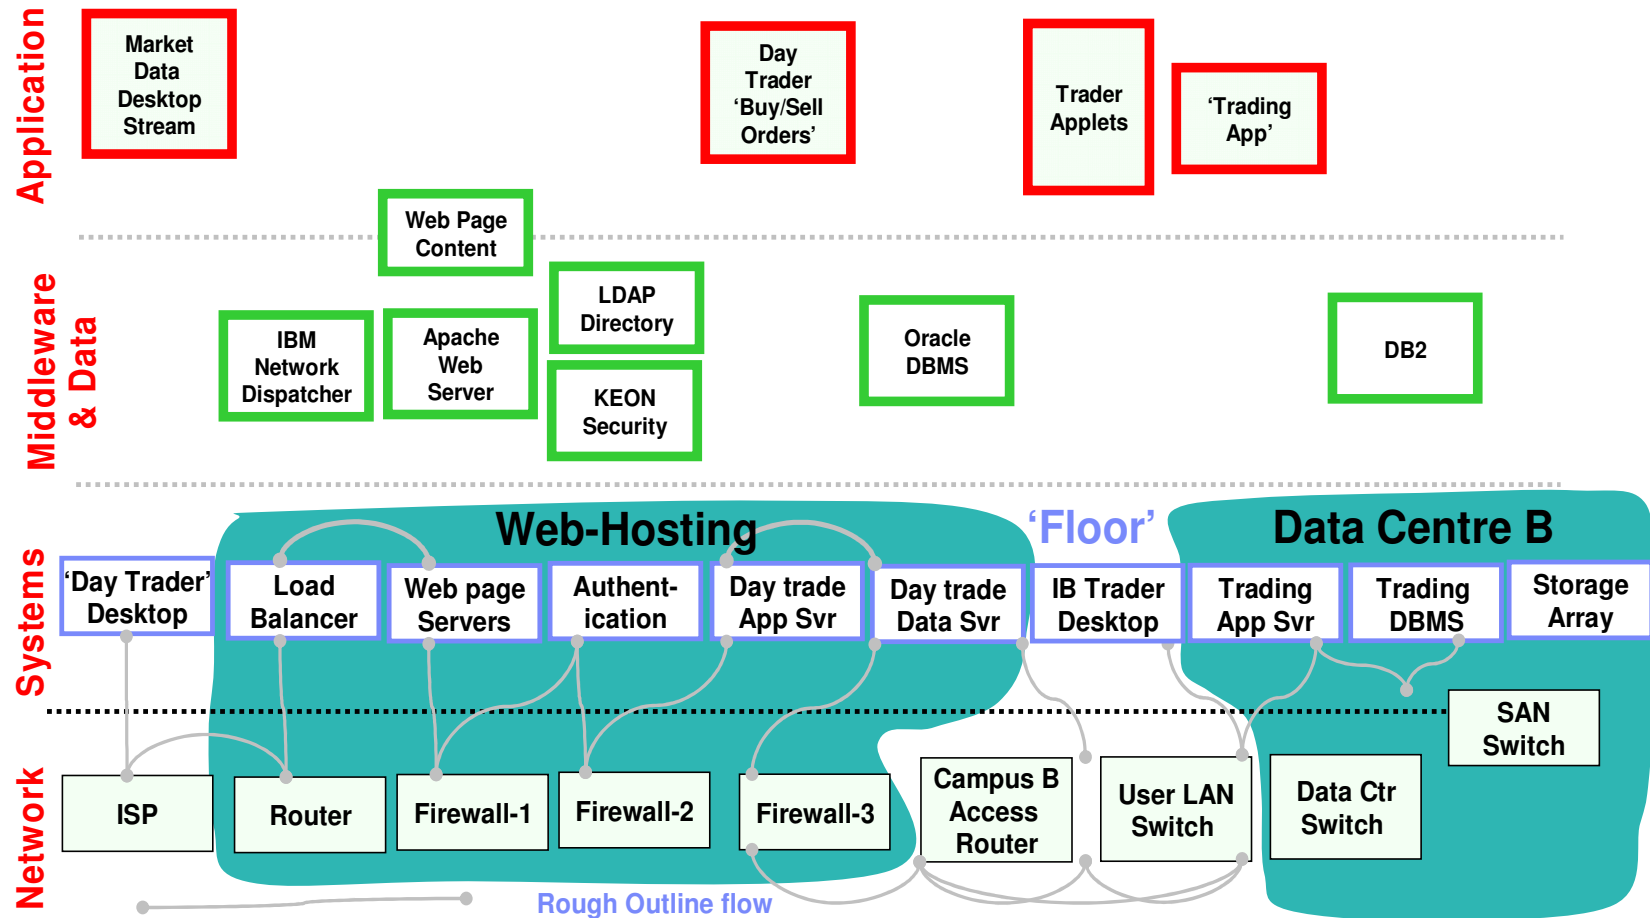 Application
Market
Data
Desktop
Stream
Day
Trader
‘Buy/Sell
Orders’
Trader
Applets
‘Trading
App’
Web Page
Content
Middleware
& Data
IBM
Network
Dispatcher
Apache
Web
Server
LDAP
Directory
KEON
Security
Oracle
DBMS
DB2
Web-Hosting
‘Floor’
Data Centre B
Systems
‘Day Trader’
Desktop
Load
Balancer
Web page
Servers
Authent-
ication
Day trade
App Svr
Day trade
Data Svr
IB Trader
Desktop
Trading
App Svr
Trading
DBMS
Storage
Array
SAN
Switch
Network
ISP
Router
Firewall-1
Firewall-2
Firewall-3
Campus B
Access
Router
User LAN
Switch
Data Ctr
Switch
Rough Outline flow